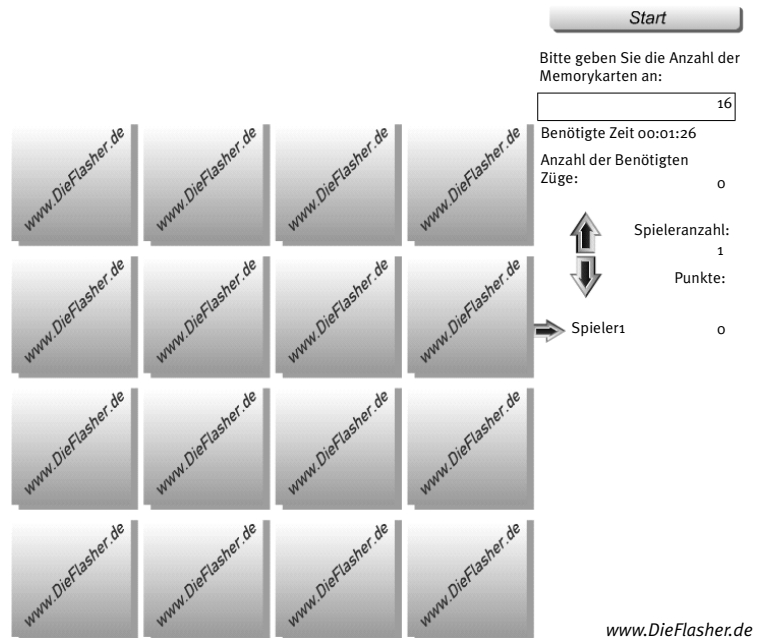 Start
Bitte geben Sie die Anzahl der
Memorykarten an:
16
Benötigte Zeit 00:01:26
Anzahl der Benötigten
Züge:
0
Spieleranzahl:
1
Punkte:
Spieler1 0
www.DieFlasher.de www.DieFlasher.de www.DieFlasher.de www.DieFlasher.de
www.DieFlasher.de www.DieFlasher.de www.DieFlasher.de www.DieFlasher.de
www.DieFlasher.de www.DieFlasher.de www.DieFlasher.de www.DieFlasher.de
www.DieFlasher.de www.DieFlasher.de www.DieFlasher.de www.DieFlasher.de
www.DieFlasher.de